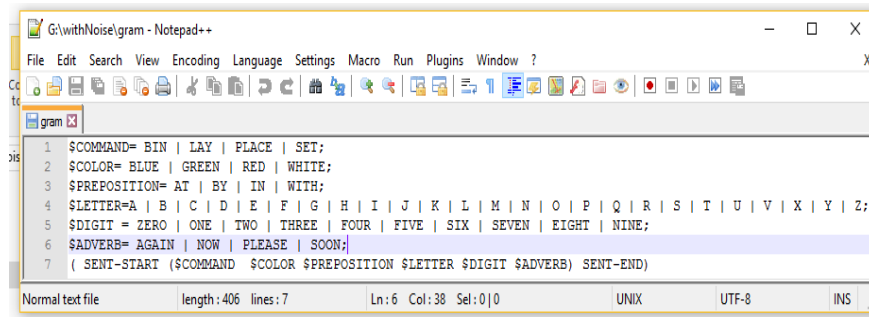 G:\withNoise\gram - Notepad++
File Edit Search View Encoding Language Settings Macro Run Plugins Window ? X
gram
1 $COMMAND= BIN | LAY | PLACE | SET;
2 $COLOR= BLUE | GREEN | RED | WHITE;
3 $PREPOSITION= AT | BY | IN | WITH;
4 $LETTER=A | B | C | D | E | F | G | H | I | J | K | L | M | N | O | P | Q | R | S | T | U | V | X | Y | Z;
5 $DIGIT = ZERO | ONE | TWO | THREE | FOUR | FIVE | SIX | SEVEN | EIGHT | NINE;
6 $ADVERB= AGAIN | NOW | PLEASE | SOON;
7 ( SENT-START ($COMMAND $COLOR $PREPOSITION $LETTER $DIGIT $ADVERB) SENT-END)
Normal text file length : 406 lines : 7 Ln : 6 Col : 38 Sel : 0 | 0 UNIX UTF-8 INS